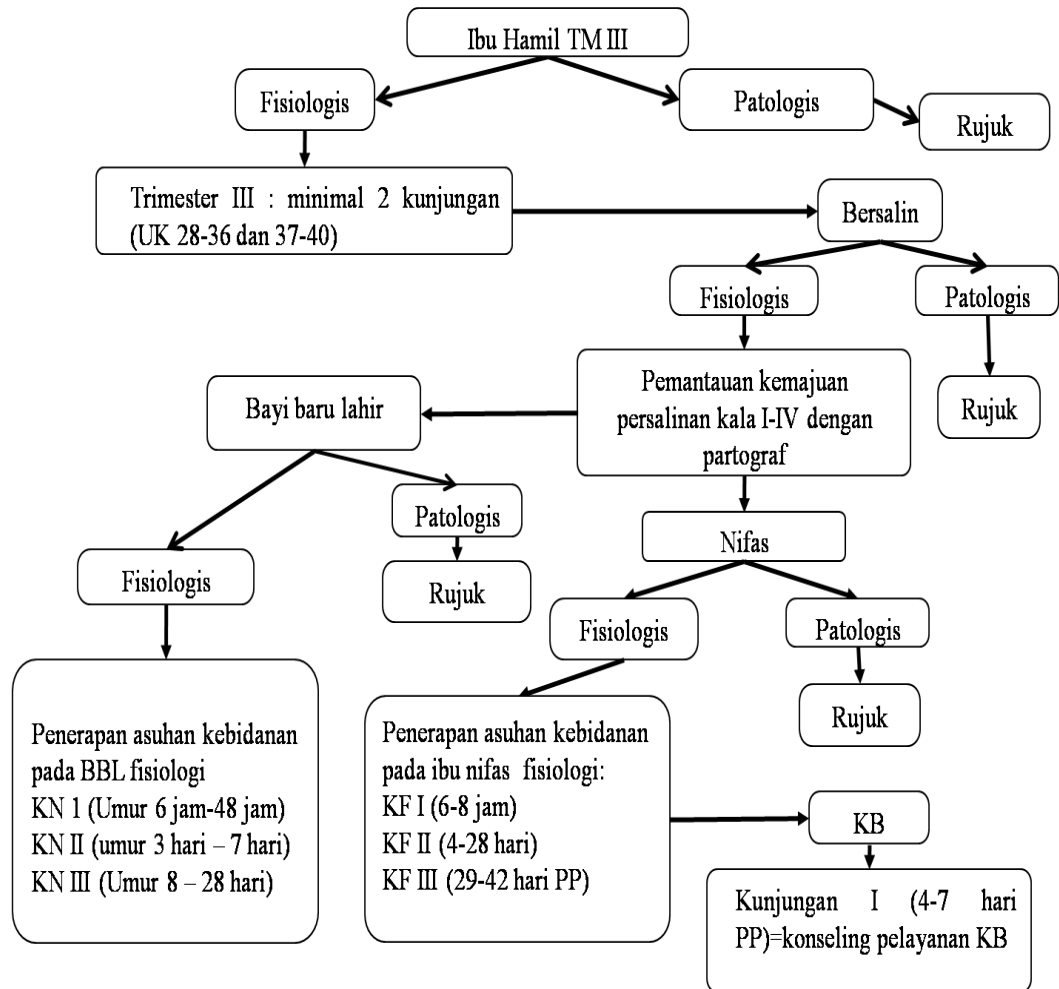 Ibu Hamil TM III
Fisiologis
Patologis
Rujuk
Trimester III : minimal 2 kunjungan
(UK 28-36 dan 37-40)
Bersalin
Fisiologis
Patologis
Pemantauan kemajuan
persalinan kala I-IV dengan
partograf
Rujuk
Bayi baru lahir
Patologis
Rujuk
Fisiologis
Nifas
Fisiologis
Patologis
Rujuk
Penerapan asuhan kebidanan
pada BBL fisiologi
KN 1 (Umur 6 jam-48 jam)
KN II (umur 3 hari – 7 hari)
KN III (Umur 8 – 28 hari)
Penerapan asuhan kebidanan
pada ibu nifas fisiologi:
KF I (6-8 jam)
KF II (4-28 hari)
KF III (29-42 hari PP)
KB
Kunjungan I (4-7 hari
PP)=konseling pelayanan KB